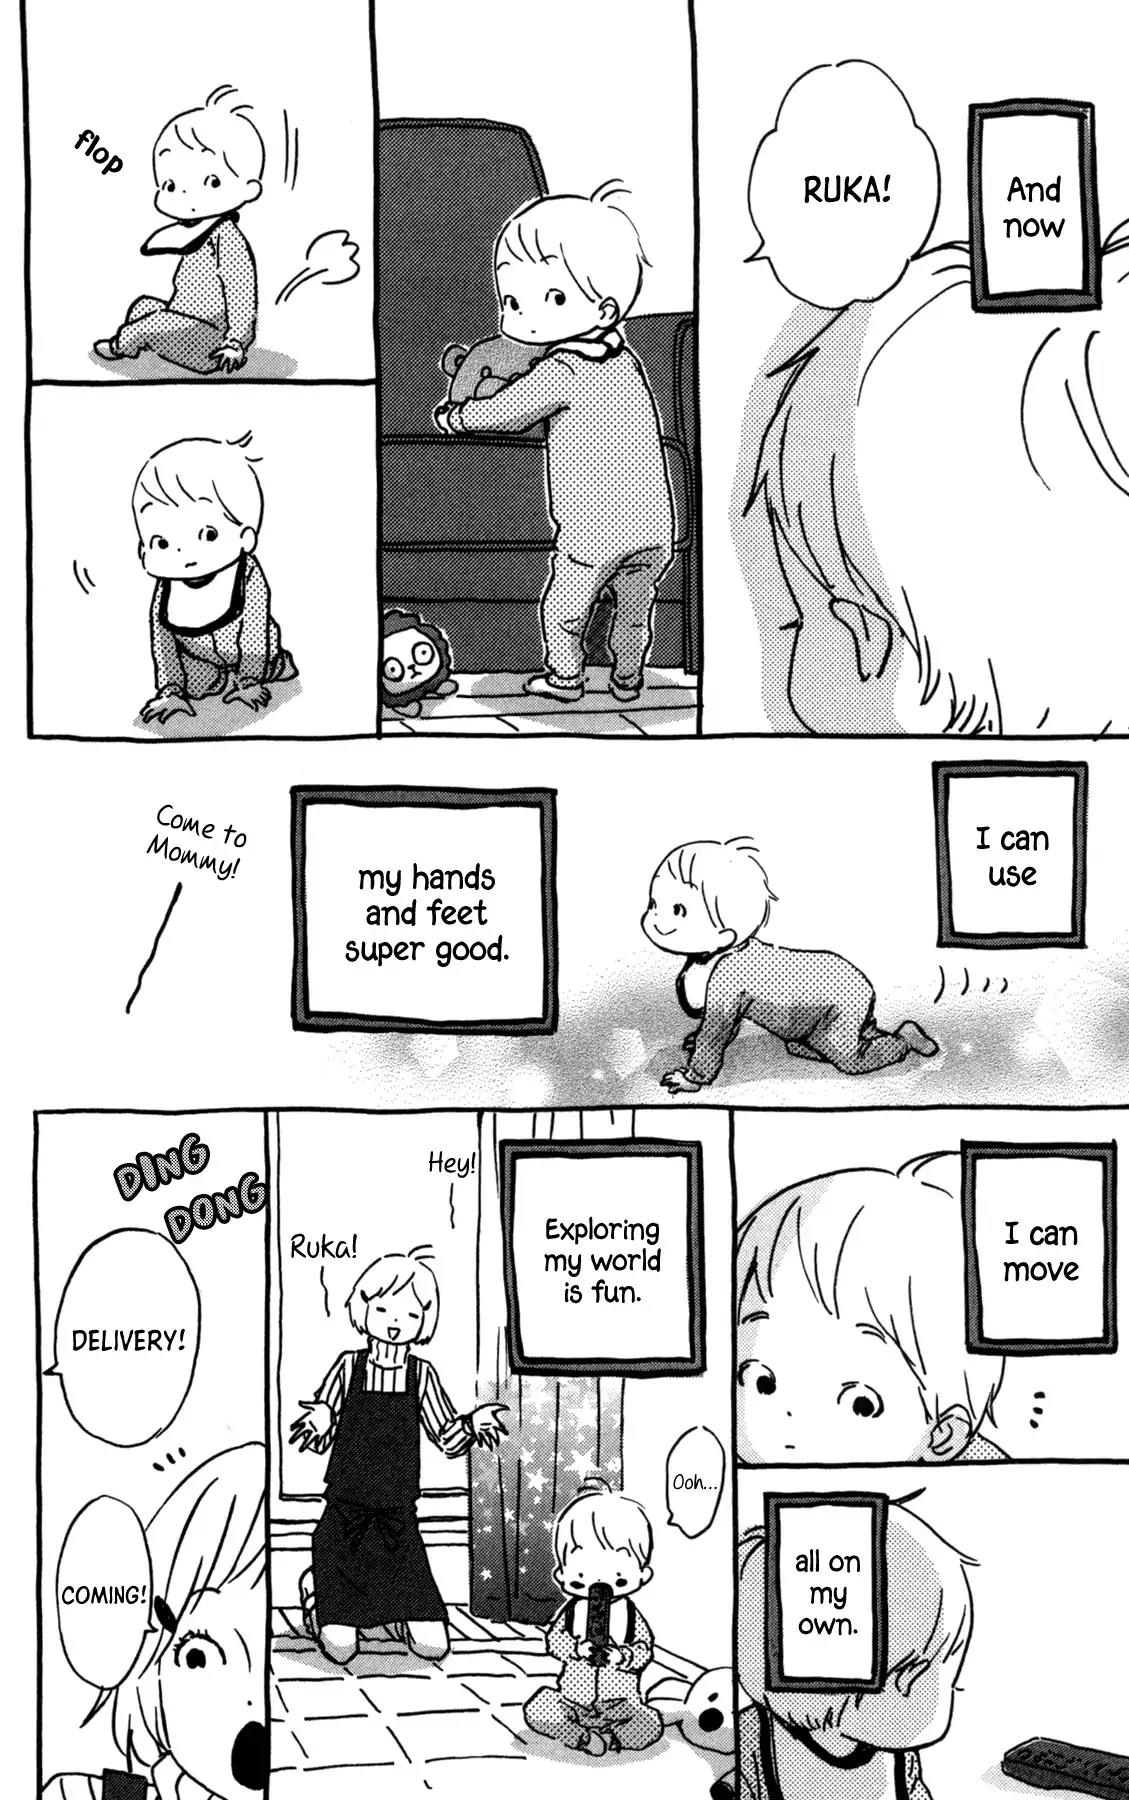 And
now
RUKA!
flop
I can
use
my hands
and feet
super good.
Come to
Mommy!
I can
move
all on
my
own.
Exploring
my world
is fun.
Hey!
Ruka!
Ooh...
DING
DONG
DELIVERY!
COMING!